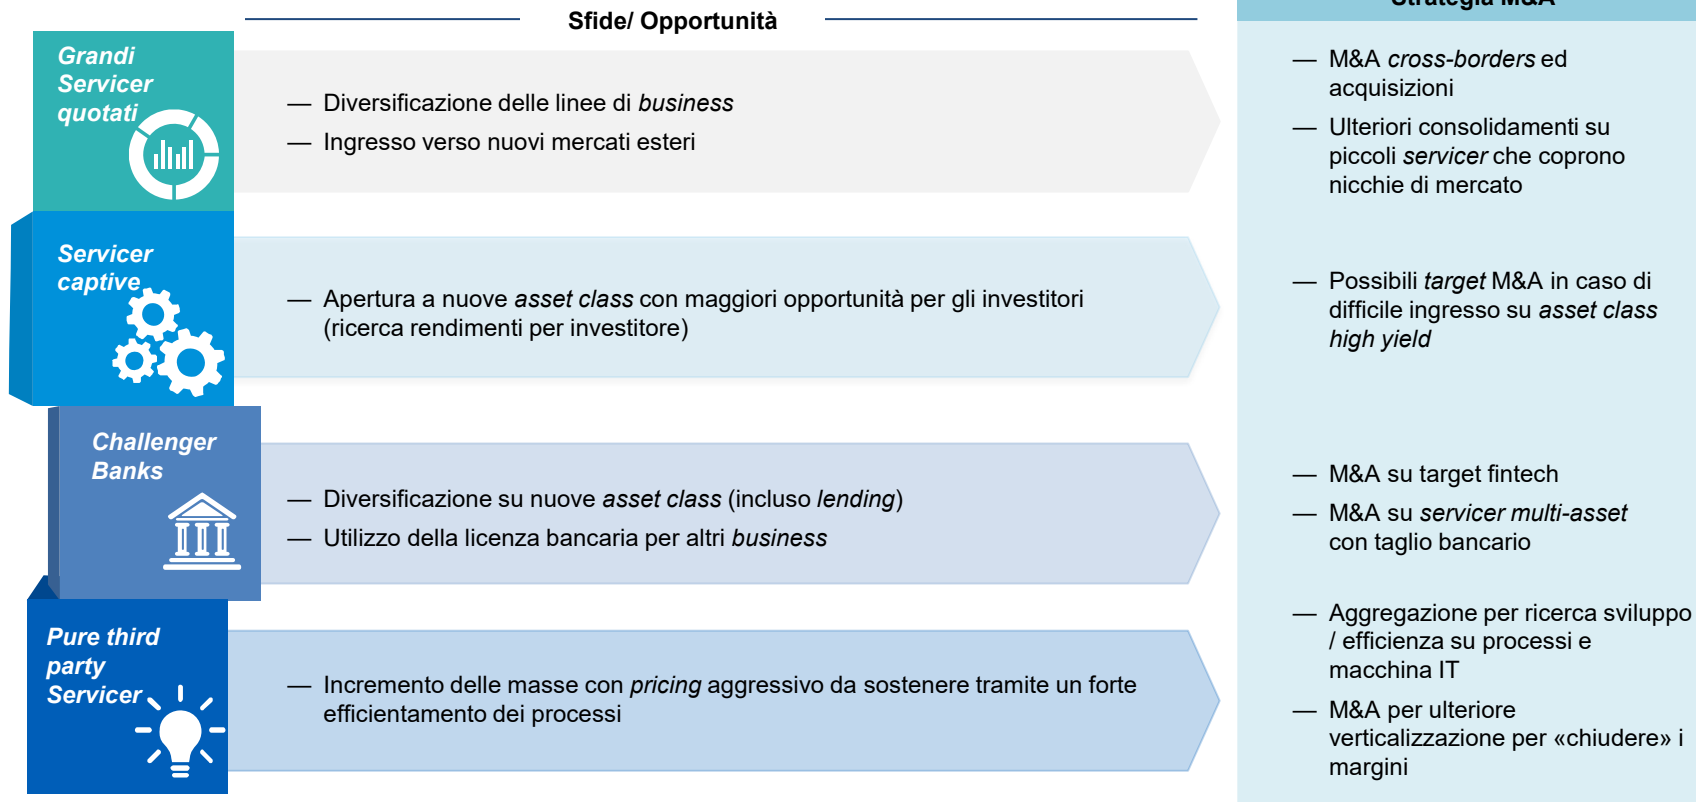 Sfide/ Opportunità
Strategia M&A
Grandi
Servicer
quotati
— Diversificazione delle linee di business
— Ingresso verso nuovi mercati esteri
— M&A cross-borders ed
acquisizioni
— Ulteriori consolidamenti su
piccoli servicer che coprono
nicchie di mercato
Servicer
captive
— Apertura a nuove asset class con maggiori opportunità per gli investitori
(ricerca rendimenti per investitore)
— Possibili target M&A in caso di
difficile ingresso su asset class
high yield
Challenger
Banks
— Diversificazione su nuove asset class (incluso lending)
— Utilizzo della licenza bancaria per altri business
— M&A su target fintech
— M&A su servicer multi-asset
con taglio bancario
Pure third
party
Servicer
— Incremento delle masse con pricing aggressivo da sostenere tramite un forte
efficientamento dei processi
— Aggregazione per ricerca sviluppo
/ efficienza su processi e
macchina IT
— M&A per ulteriore
verticalizzazione per «chiudere» i
margini